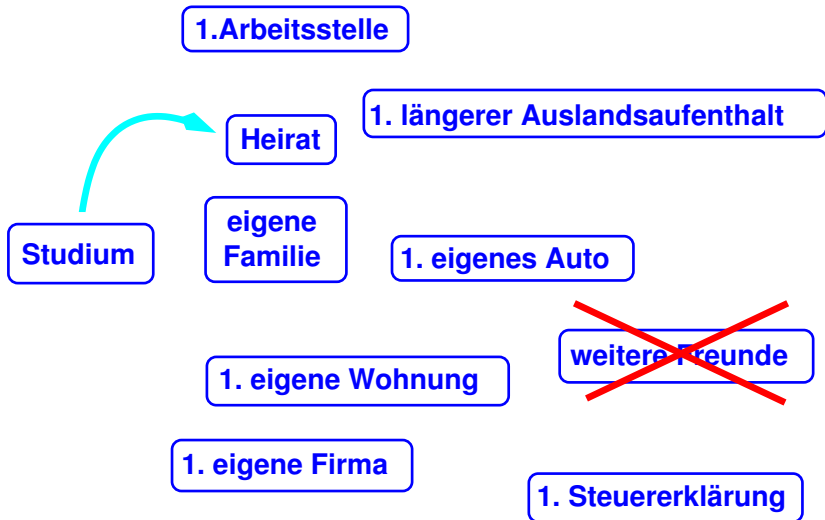 1.Arbeitsstelle
1. längerer Auslandsaufenthalt
Heirat
eigene
Familie
Studium
1. eigenes Auto
weitere Freunde
1. eigene Wohnung
1. eigene Firma
1. Steuererklärung